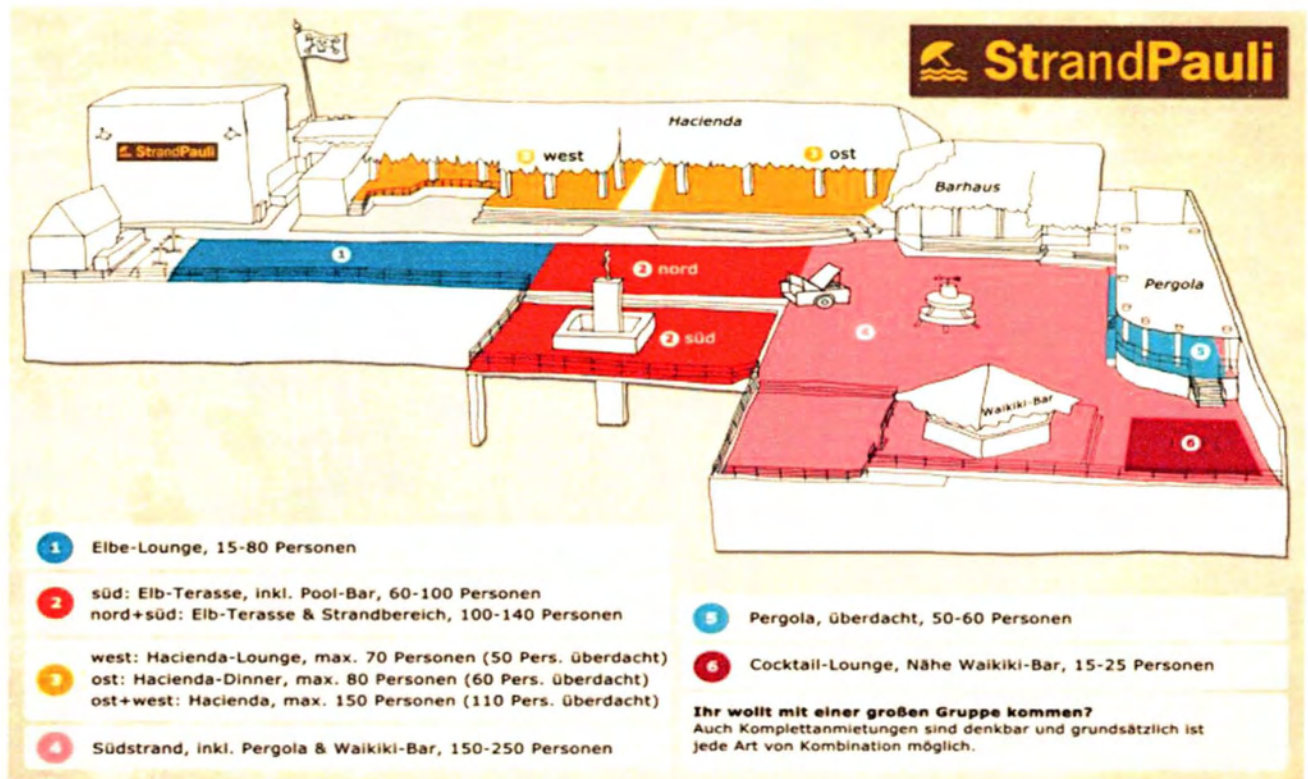 StrandPauli
Hacienda
StrandPauli
3 west
3 ost
Barhaus
1
2 nord
Pergola
4
2 süd
5
Waikiki-Bar
6
1 Elbe-Lounge, 15-80 Personen
2 süd: Elb-Terasse, inkl. Pool-Bar, 60-100 Personen
nord+süd: Elb-Terasse & Strandbereich, 100-140 Personen
3 west: Hacienda-Lounge, max. 70 Personen (50 Pers. überdacht)
ost: Hacienda-Dinner, max. 80 Personen (60 Pers. überdacht)
ost+west: Hacienda, max. 150 Personen (110 Pers. überdacht)
4 Südstrand, inkl. Pergola & Waikiki-Bar, 150-250 Personen
5 Pergola, überdacht, 50-60 Personen
6 Cocktail-Lounge, Nähe Waikiki-Bar, 15-25 Personen
Ihr wollt mit einer großen Gruppe kommen?
Auch Komplettanmietungen sind denkbar und grundsätzlich ist
jede Art von Kombination möglich.